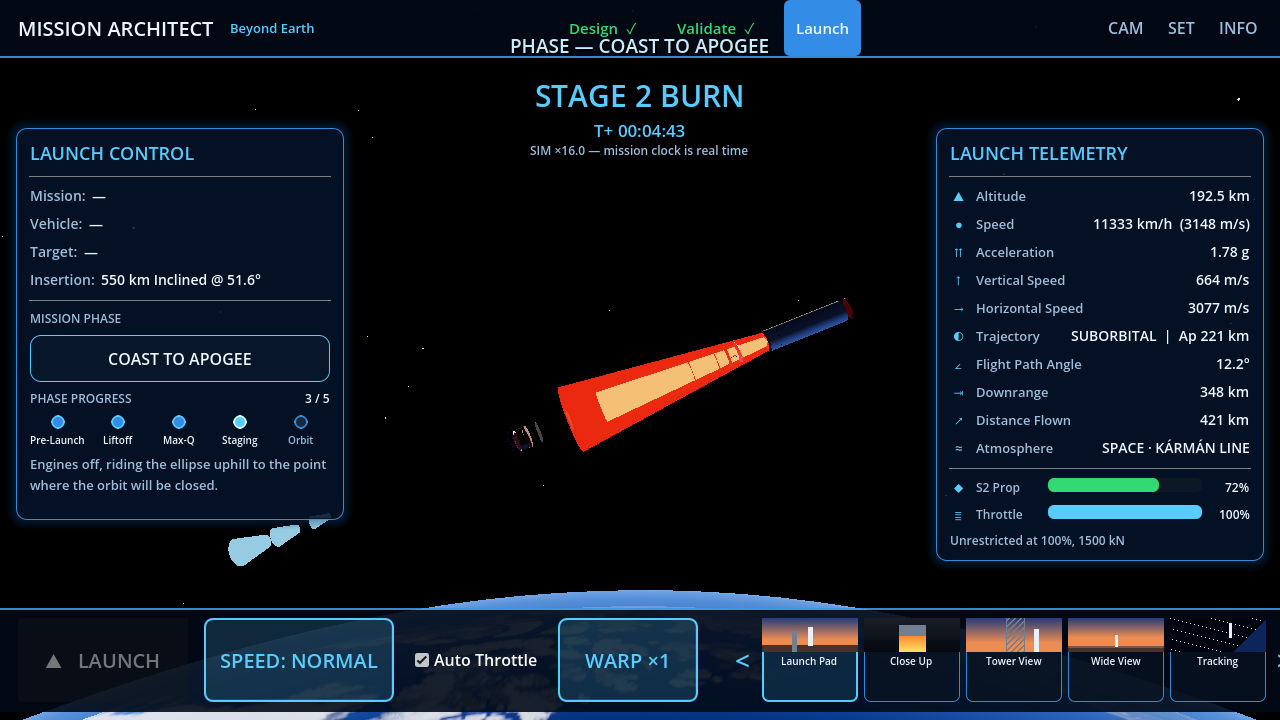 MISSION ARCHITECT
Beyond Earth
Design ✓
Validate ✓
Launch
CAM
SET
INFO
PHASE — COAST TO APOGEE
STAGE 2 BURN
T+ 00:04:43
SIM ×16.0 — mission clock is real time
LAUNCH CONTROL
Mission: —
Vehicle: —
Target: —
Insertion: 550 km Inclined @ 51.6°
MISSION PHASE
COAST TO APOGEE
PHASE PROGRESS 3 / 5
Pre-Launch Liftoff Max-Q Staging Orbit
Engines off, riding the ellipse uphill to the point
where the orbit will be closed.
LAUNCH TELEMETRY
Altitude 192.5 km
Speed 11333 km/h (3148 m/s)
Acceleration 1.78 g
Vertical Speed 664 m/s
Horizontal Speed 3077 m/s
Trajectory SUBORBITAL | Ap 221 km
Flight Path Angle 12.2°
Downrange 348 km
Distance Flown 421 km
Atmosphere SPACE · KÁRMÁN LINE
S2 Prop 72%
Throttle 100%
Unrestricted at 100%, 1500 kN
▲ LAUNCH
SPEED: NORMAL
Auto Throttle
WARP ×1
<
Launch Pad
Close Up
Tower View
Wide View
Tracking